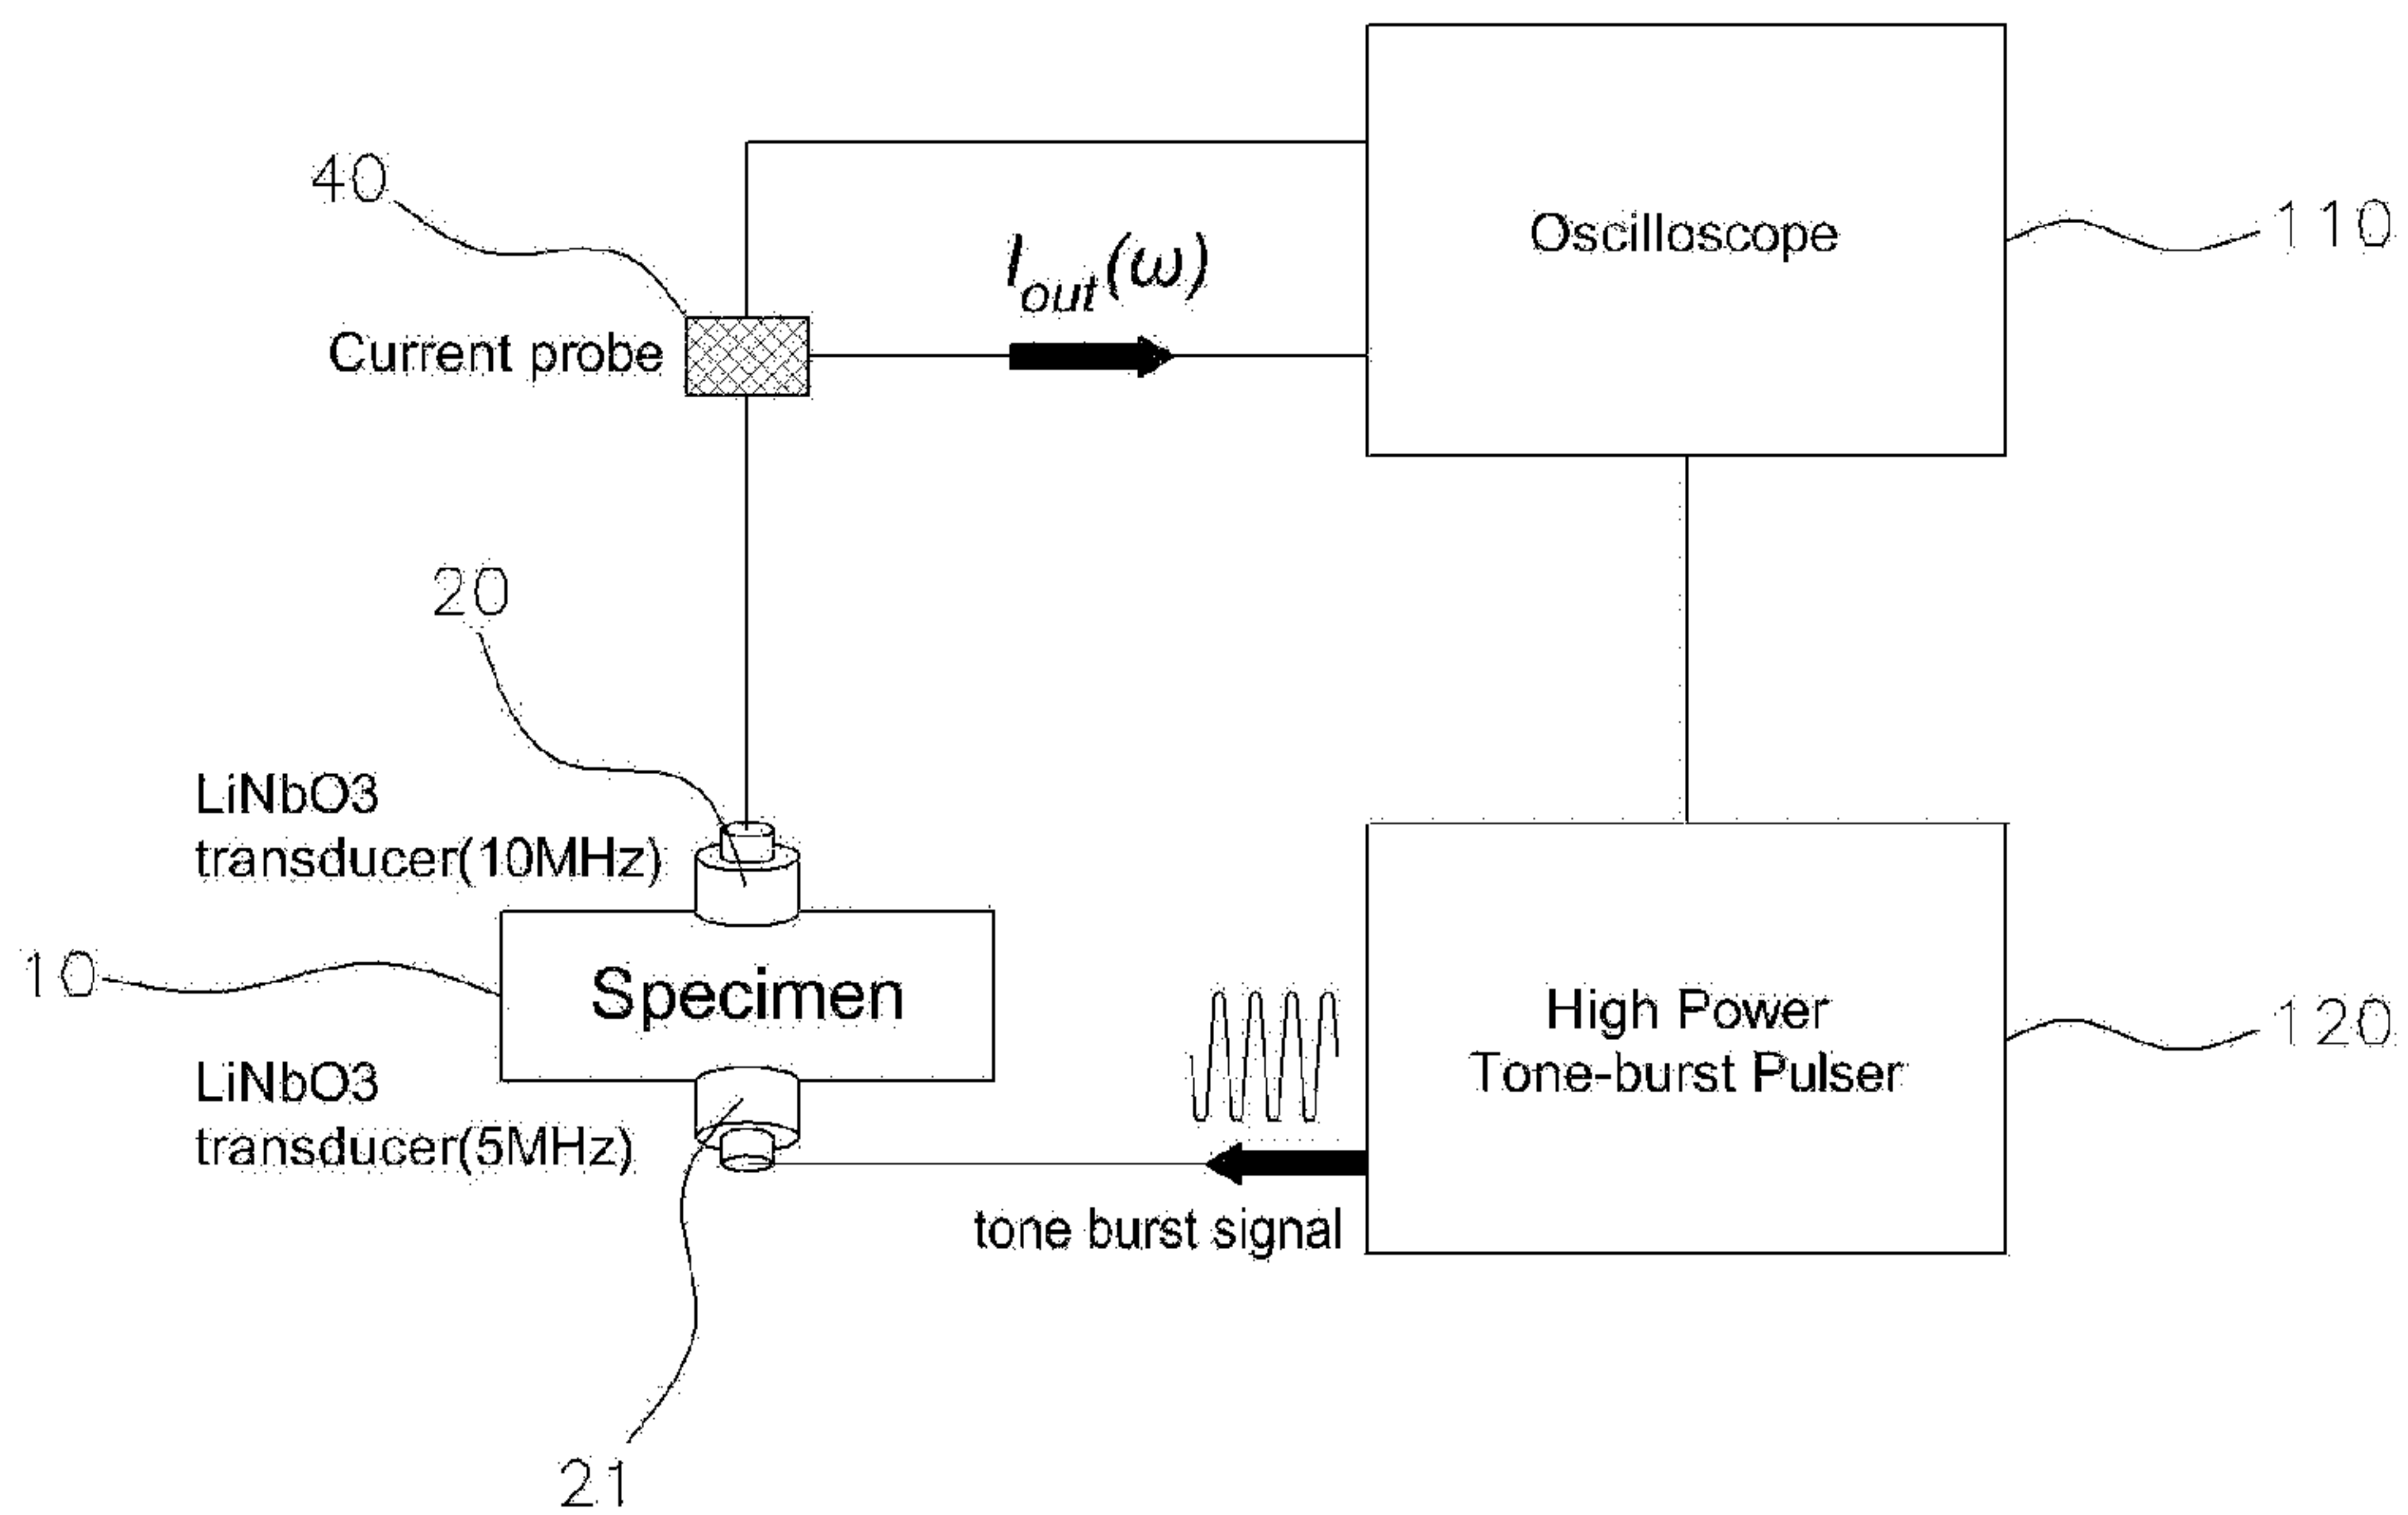 40
Oscilloscope
110
Iout(ω)
Current probe
20
LiNbO3
transducer(10MHz)
10
Specimen
High Power
Tone-burst Pulser
120
LiNbO3
transducer(5MHz)
tone burst signal
21